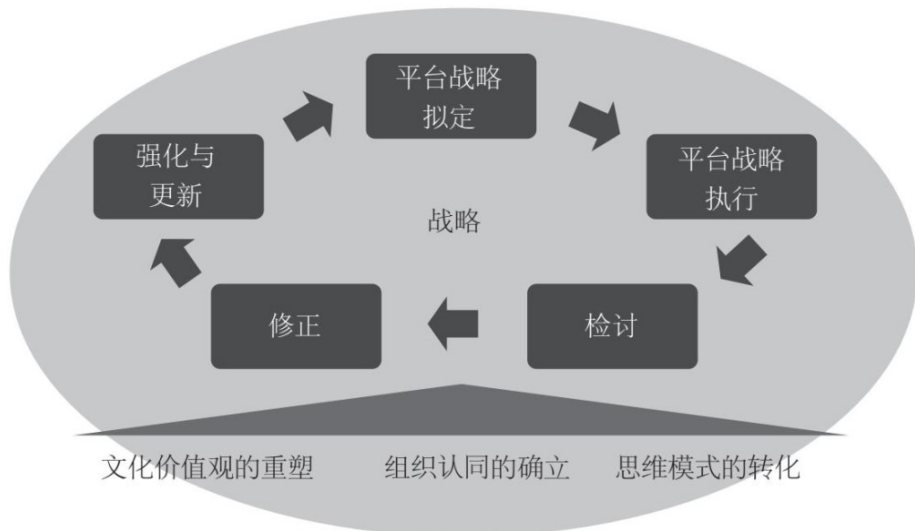 平台战略
拟定
强化与
更新
平台战略
执行
战略
修正
检讨
文化价值观的重塑
组织认同的确立
思维模式的转化